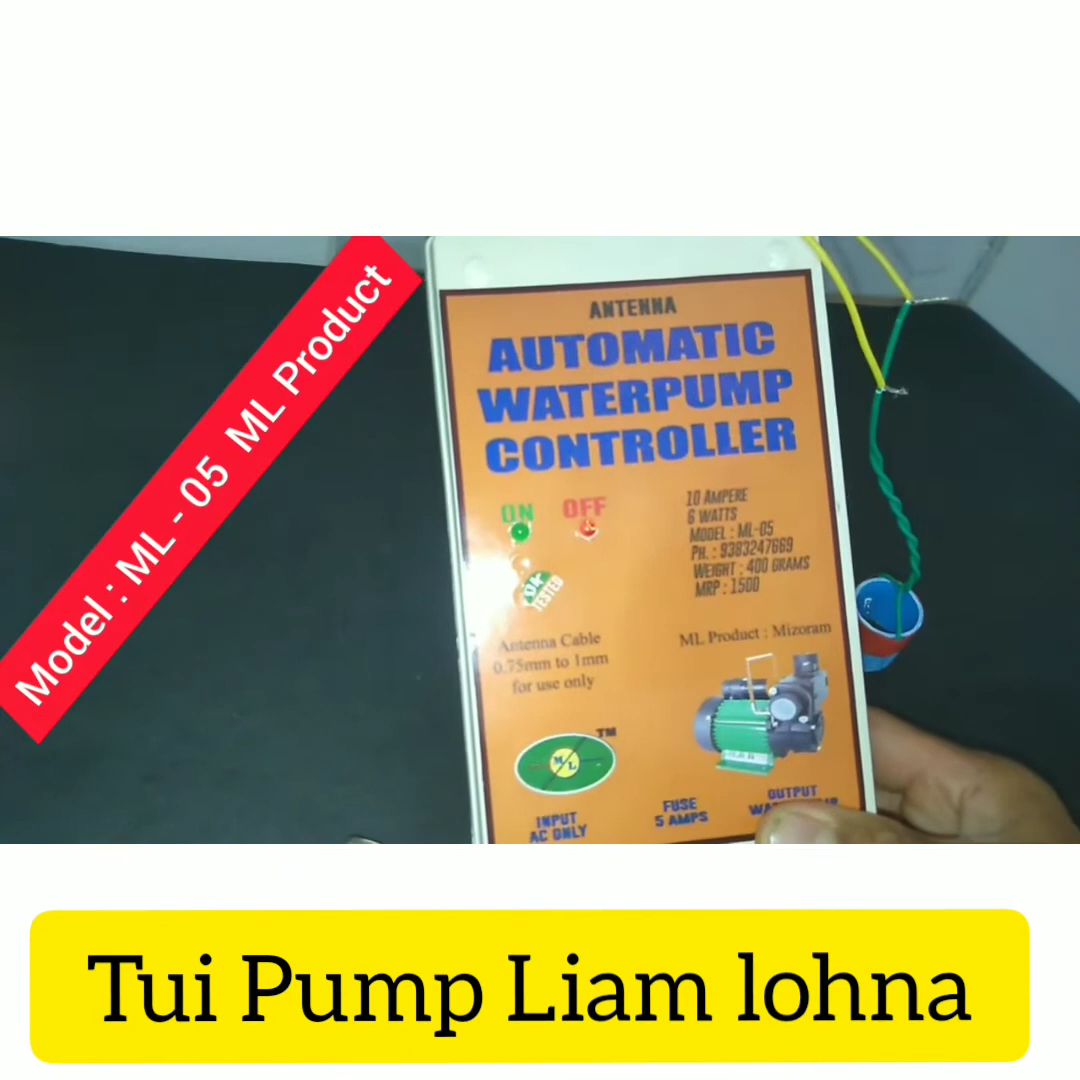 Model : ML - 05 ML Product
ANTENNA
AUTOMATIC
WATERPUMP
CONTROLLER
ON OFF
10 AMPERE
6 WATTS
MODEL : ML-05
PH. : 9383247669
WEIGHT : 400 GRAMS
MRP : 1500
TESTED
Antenna Cable
0.75mm to 1mm
for use only
ML Product : Mizoram
TM
M L
INPUT
AC ONLY
FUSE
5 AMPS
OUTPUT
Tui Pump Liam lohna